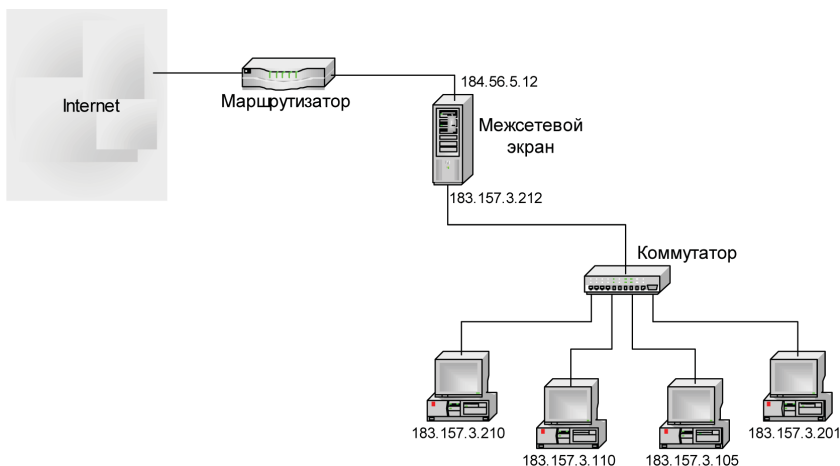 Internet
Маршрутизатор
184.56.5.12
Межсетевой
экран
183.157.3.212
Коммутатор
183.157.3.210
183.157.3.110
183.157.3.105
183.157.3.201